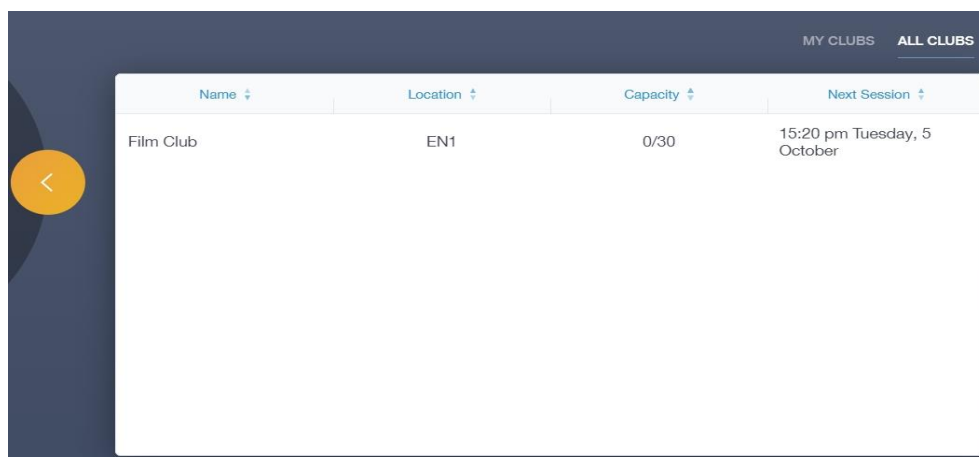 MY CLUBS ALL CLUBS
Name Location Capacity Next Session
Film Club EN1 0/30 15:20 pm Tuesday, 5
October